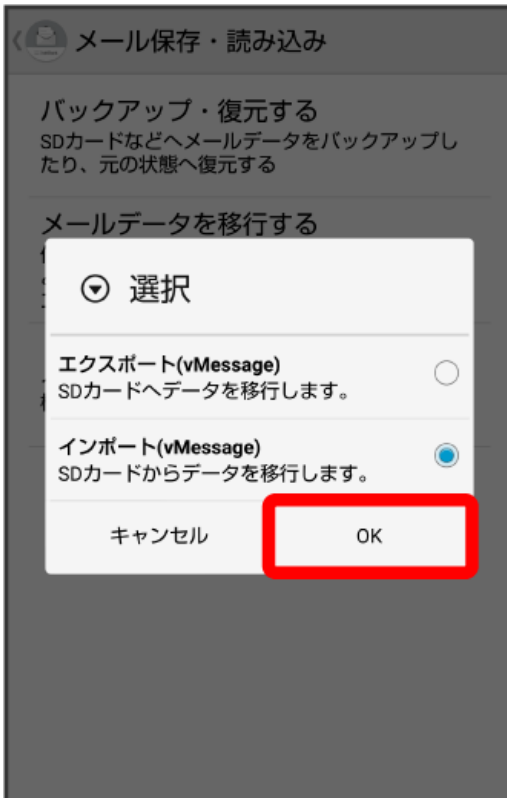 メール保存・読み込み
バックアップ・復元する
SDカードなどへメールデータをバックアップし
たり、元の状態へ復元する
メールデータを移行する
選択
エクスポート(vMessage)
SDカードへデータを移行します。
インポート(vMessage)
SDカードからデータを移行します。
キャンセル
OK